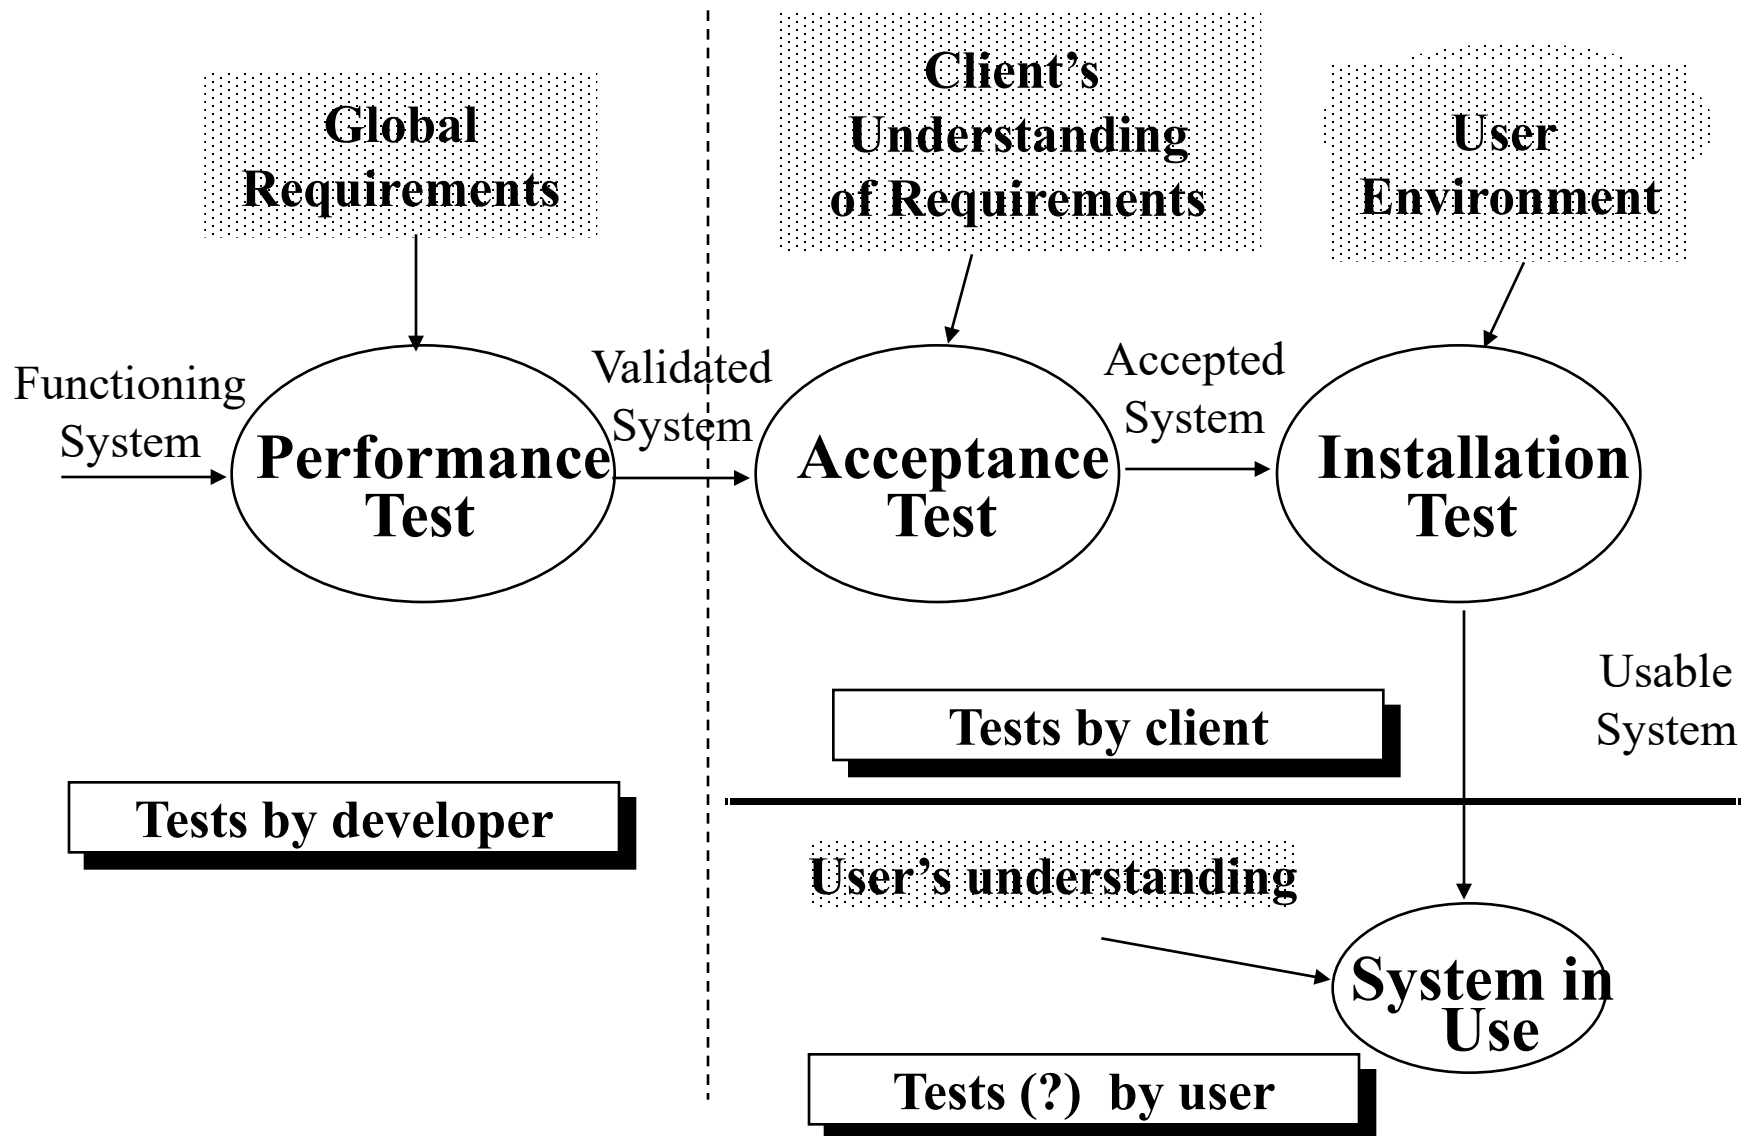 Global
Requirements
Client’s
Understanding
of Requirements
User
Environment
Functioning
System
Validated
System
Accepted
System
Performance
Test
Acceptance
Test
Installation
Test
Usable
System
Tests by client
Tests by developer
User’s understanding
System in
Use
Tests (?)  by user